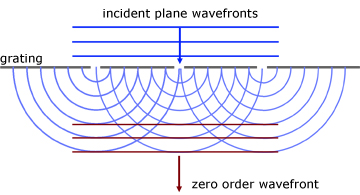 incident plane wavefronts
grating
zero order wavefront